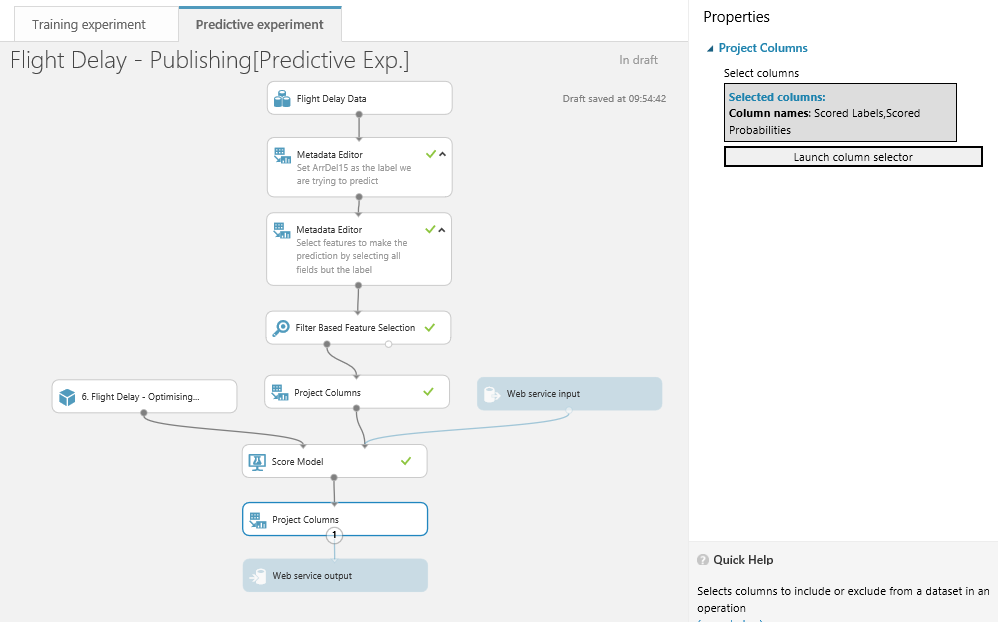 Training experiment
Predictive experiment
Flight Delay - Publishing[Predictive Exp.]
In draft
Draft saved at 09:54:42
Flight Delay Data
Metadata Editor
Set ArrDel15 as the label we
are trying to predict
Metadata Editor
Select features to make the
prediction by selecting all
fields but the label
Filter Based Feature Selection
6. Flight Delay - Optimising...
Project Columns
Web service input
Score Model
Project Columns
1
Web service output
Properties
Project Columns
Select columns
Selected columns:
Column names: Scored Labels,Scored
Probabilities
Launch column selector
? Quick Help
Selects columns to include or exclude from a dataset in an
operation